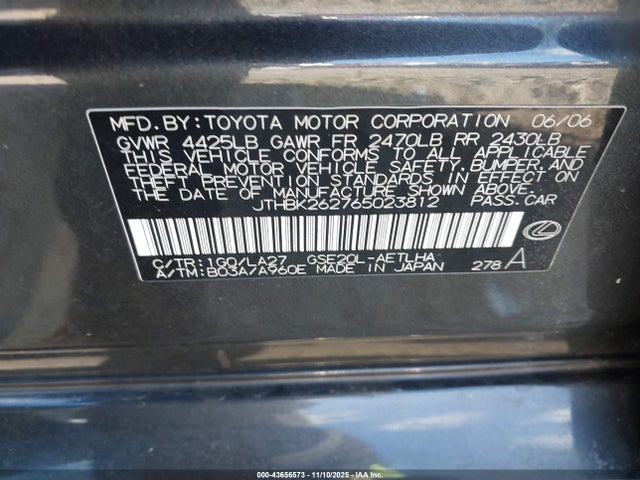 MFD.BY:TOYOTA MOTOR CORPORATION 06/06
GVWR 4425LB GAWR FR 2470LB RR 2430LB
THIS VEHICLE CONFORMS TO ALL APPLICABLE
FEDERAL MOTOR VEHICLE SAFETY, BUMPER, AND
THEFT PREVENTION STANDARDS IN EFFECT ON
THE DATE OF MANUFACTURE SHOWN ABOVE.
JTHBK262765023812 PASS.CAR
C/TR:1G0/LA27 GSE20L-AETLHA
A/TM:B03A/A960E MADE IN JAPAN 278 A
000-43656573 - 11/10/2025 - IAA Inc.